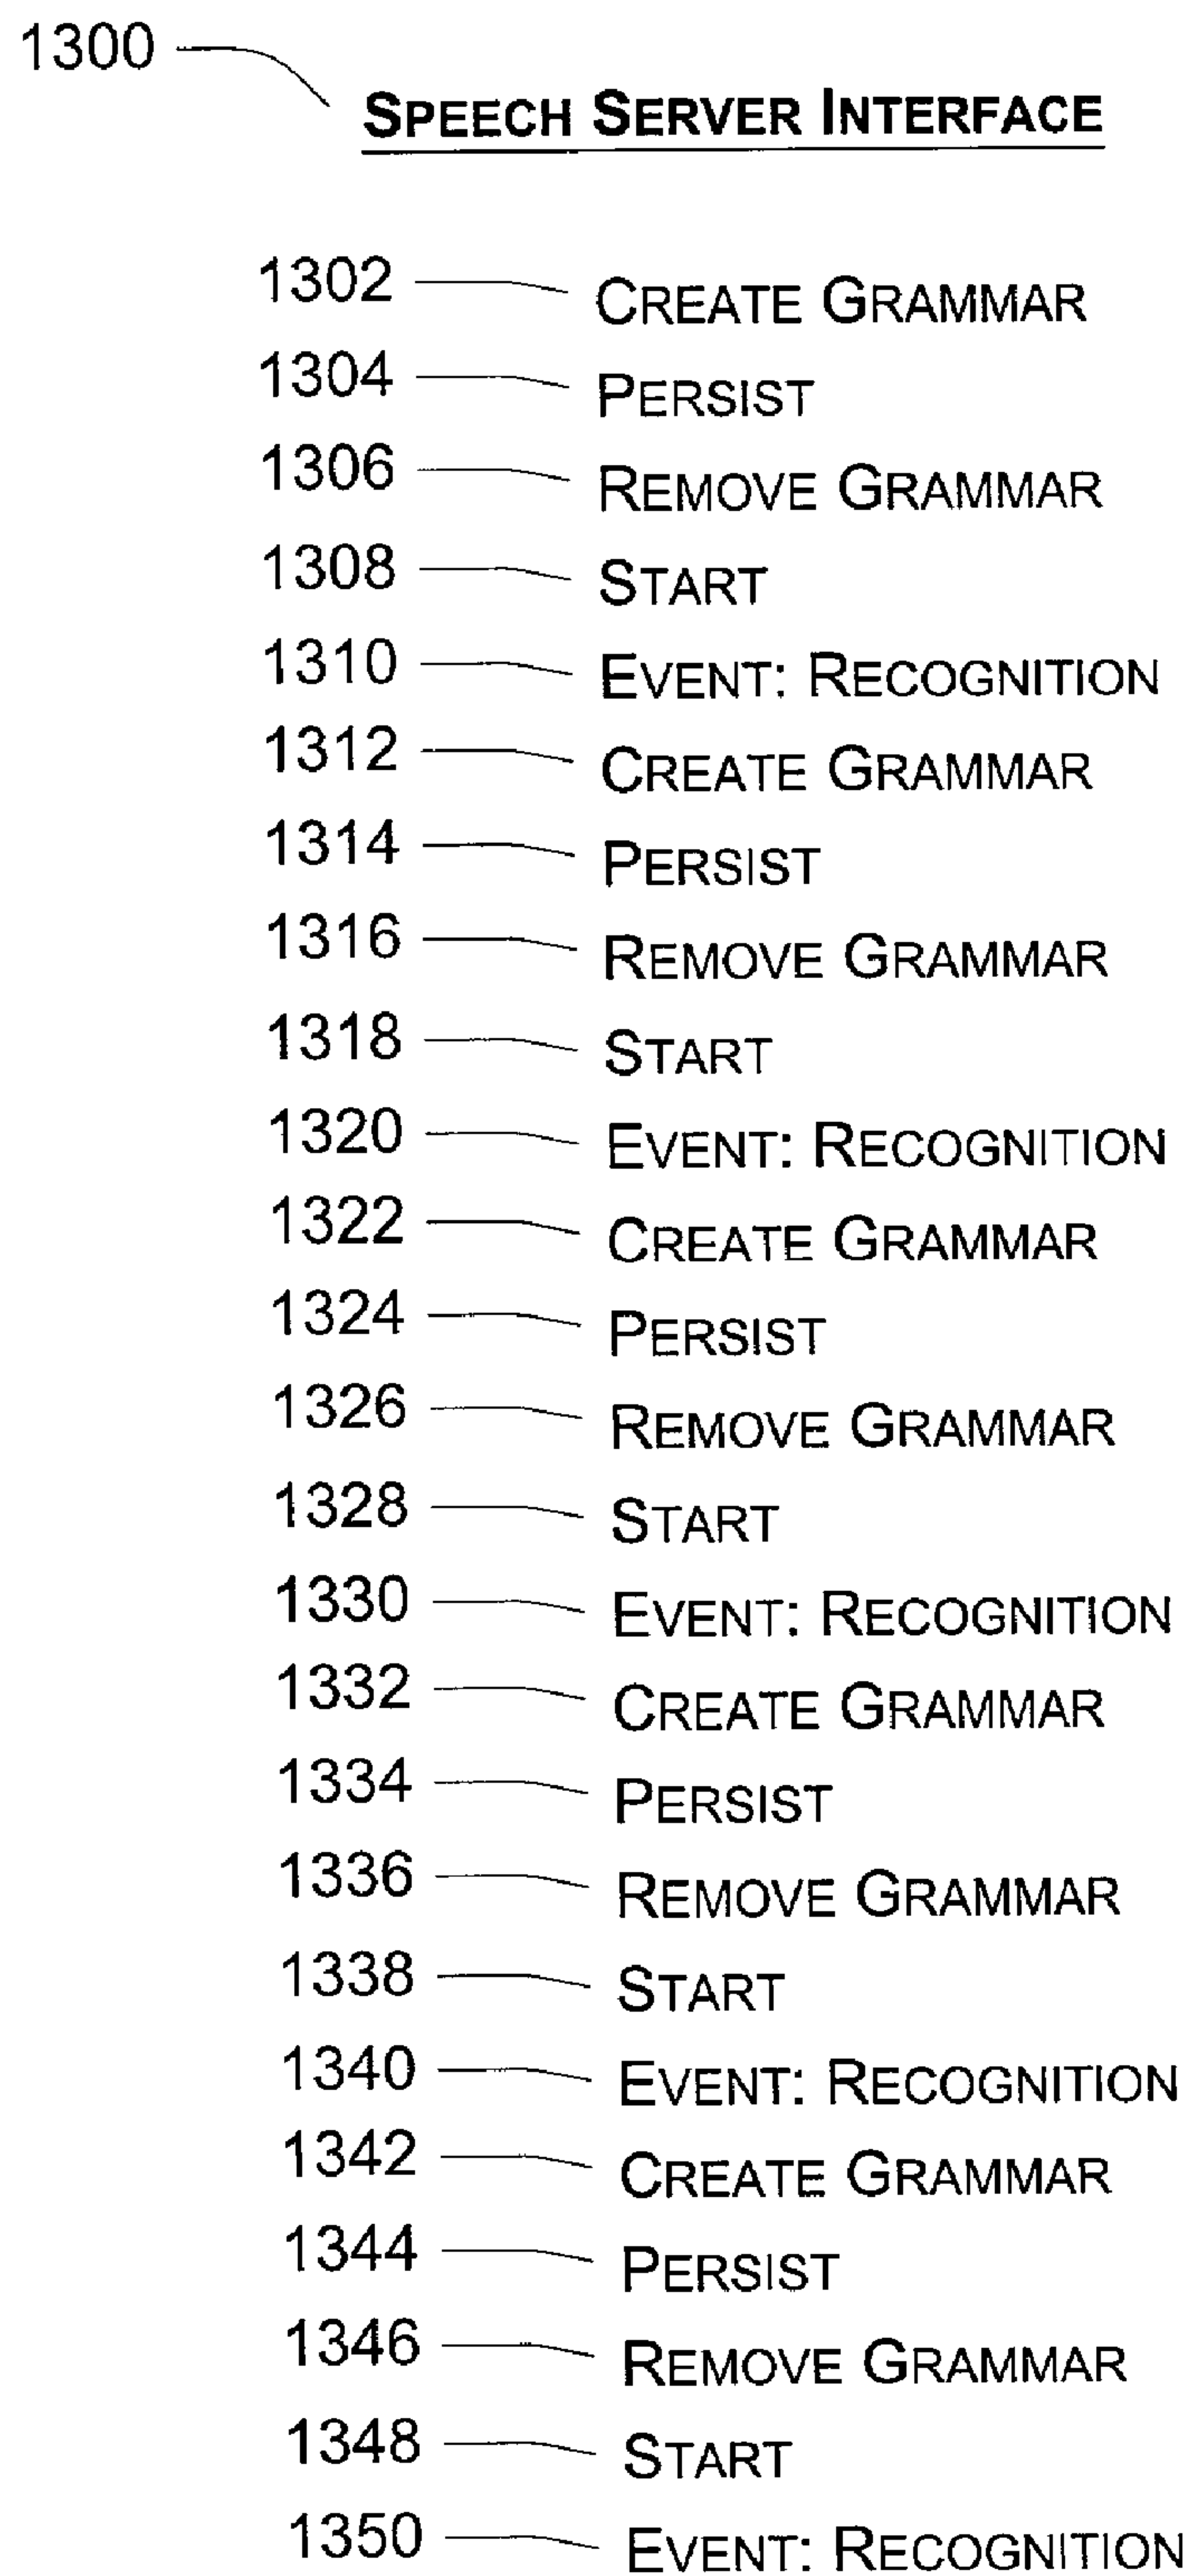 1300
SPEECH SERVER INTERFACE
1302 CREATE GRAMMAR
1304 PERSIST
1306 REMOVE GRAMMAR
1308 START
1310 EVENT: RECOGNITION
1312 CREATE GRAMMAR
1314 PERSIST
1316 REMOVE GRAMMAR
1318 START
1320 EVENT: RECOGNITION
1322 CREATE GRAMMAR
1324 PERSIST
1326 REMOVE GRAMMAR
1328 START
1330 EVENT: RECOGNITION
1332 CREATE GRAMMAR
1334 PERSIST
1336 REMOVE GRAMMAR
1338 START
1340 EVENT: RECOGNITION
1342 CREATE GRAMMAR
1344 PERSIST
1346 REMOVE GRAMMAR
1348 START
1350 EVENT: RECOGNITION